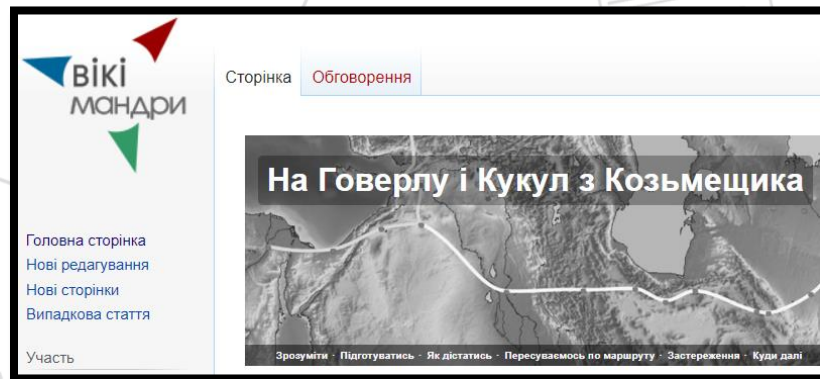 вікі
мандри
Сторінка
Обговорення
На Говерлу і Кукул з Козьмещика
Головна сторінка
Нові редагування
Нові сторінки
Випадкова стаття
Участь
Зрозуміти · Підготуватись · Як дістатись · Пересуваємось по маршруту · Застереження · Куди далі